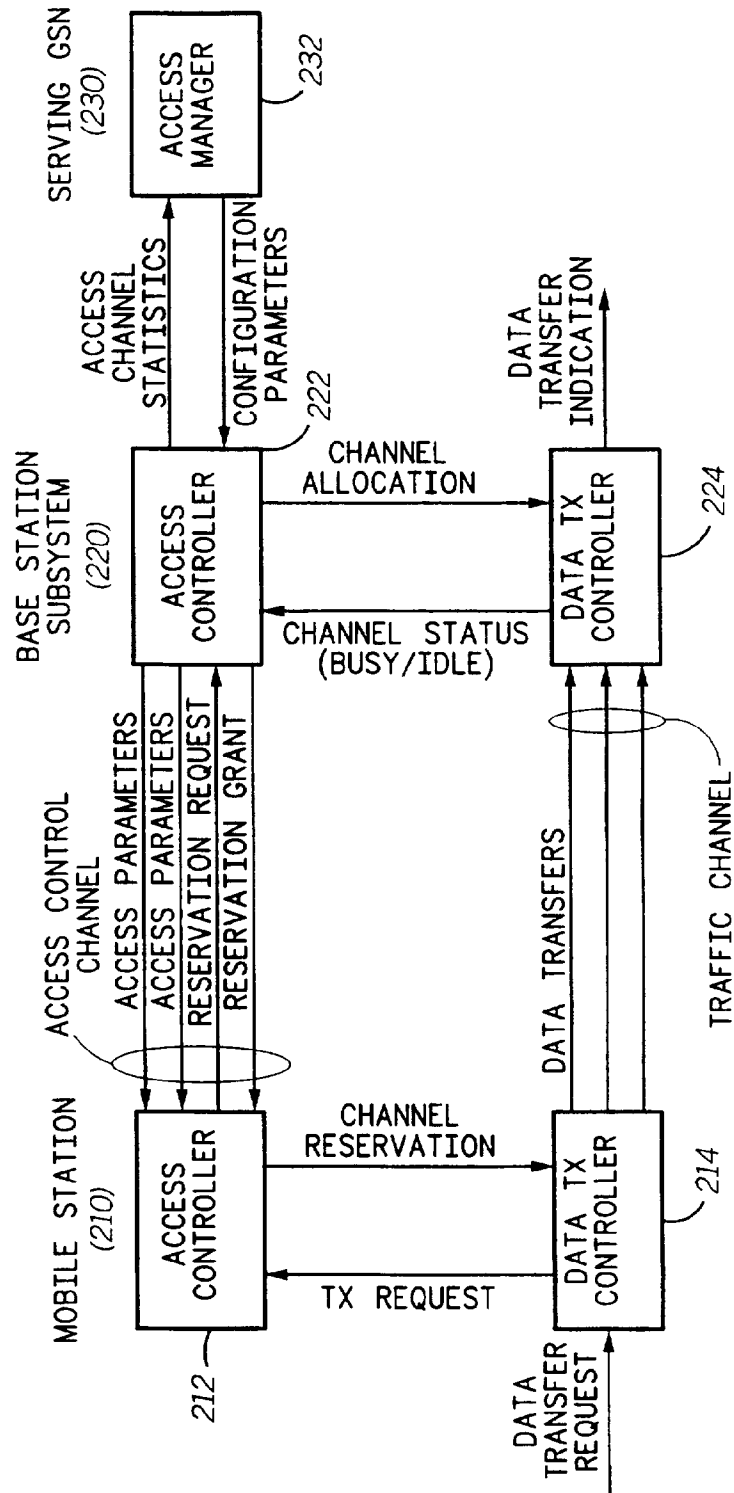 MOBILE STATION
(210)
ACCESS CONTROL
CHANNEL
BASE STATION
SUBSYSTEM
(220)
SERVING GSN
(230)
212
ACCESS
CONTROLLER
ACCESS PARAMETERS
ACCESS PARAMETERS
RESERVATION REQUEST
RESERVATION GRANT
ACCESS
CONTROLLER
222
ACCESS
CHANNEL
STATISTICS
CONFIGURATION
PARAMETERS
ACCESS
MANAGER
232
TX REQUEST
CHANNEL
RESERVATION
CHANNEL STATUS
(BUSY/IDLE)
CHANNEL
ALLOCATION
DATA
TRANSFER
REQUEST
DATA TX
CONTROLLER
214
DATA TRANSFERS
TRAFFIC CHANNEL
DATA TX
CONTROLLER
224
DATA
TRANSFER
INDICATION